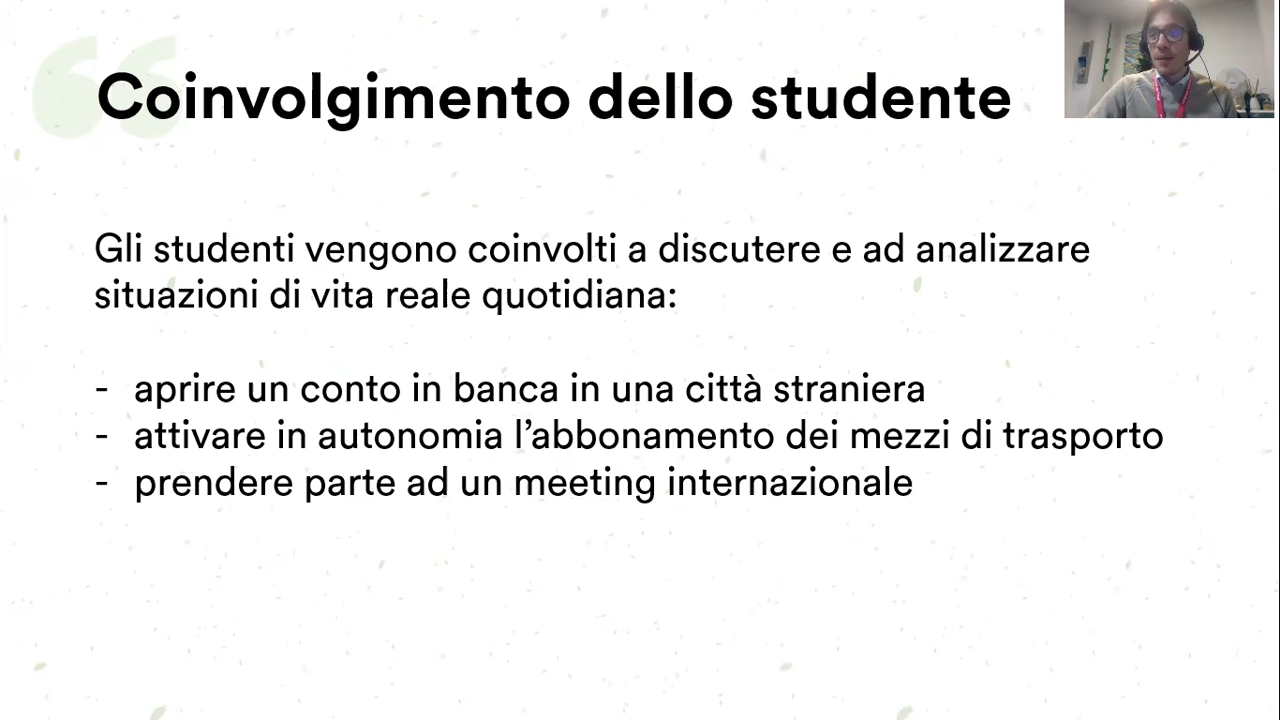 Coinvolgimento dello studente
Gli studenti vengono coinvolti a discutere e ad analizzare
situazioni di vita reale quotidiana:
- aprire un conto in banca in una città straniera
- attivare in autonomia l’abbonamento dei mezzi di trasporto
- prendere parte ad un meeting internazionale